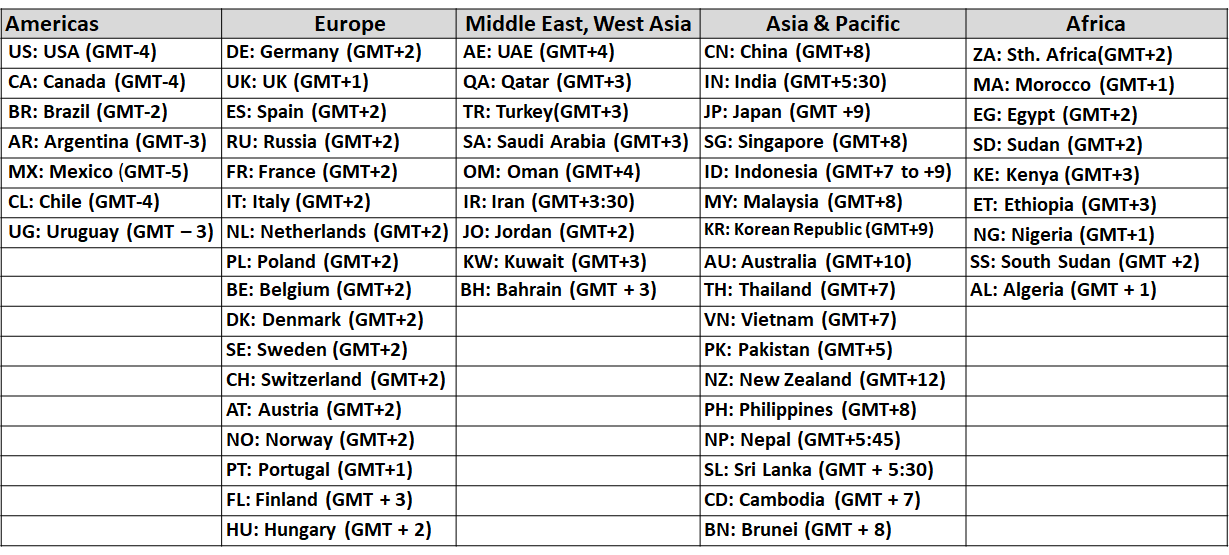 Americas Europe Middle East, West Asia Asia & Pacific Africa
US: USA (GMT-4) DE: Germany (GMT+2) AE: UAE (GMT+4) CN: China (GMT+8) ZA: Sth. Africa(GMT+2)
CA: Canada (GMT-4) UK: UK (GMT+1) QA: Qatar (GMT+3) IN: India (GMT+5:30) MA: Morocco (GMT+1)
BR: Brazil (GMT-2) ES: Spain (GMT+2) TR: Turkey(GMT+3) JP: Japan (GMT +9) EG: Egypt (GMT+2)
AR: Argentina (GMT-3) RU: Russia (GMT+2) SA: Saudi Arabia (GMT+3) SG: Singapore (GMT+8) SD: Sudan (GMT+2)
MX: Mexico (GMT-5) FR: France (GMT+2) OM: Oman (GMT+4) ID: Indonesia (GMT+7 to +9) KE: Kenya (GMT+3)
CL: Chile (GMT-4) IT: Italy (GMT+2) IR: Iran (GMT+3:30) MY: Malaysia (GMT+8) ET: Ethiopia (GMT+3)
UG: Uruguay (GMT – 3) NL: Netherlands (GMT+2) JO: Jordan (GMT+2) KR: Korean Republic (GMT+9) NG: Nigeria (GMT+1)
PL: Poland (GMT+2) KW: Kuwait (GMT+3) AU: Australia (GMT+10) SS: South Sudan (GMT +2)
BE: Belgium (GMT+2) BH: Bahrain (GMT + 3) TH: Thailand (GMT+7) AL: Algeria (GMT + 1)
DK: Denmark (GMT+2) VN: Vietnam (GMT+7)
SE: Sweden (GMT+2) PK: Pakistan (GMT+5)
CH: Switzerland (GMT+2) NZ: New Zealand (GMT+12)
AT: Austria (GMT+2) PH: Philippines (GMT+8)
NO: Norway (GMT+2) NP: Nepal (GMT+5:45)
PT: Portugal (GMT+1) SL: Sri Lanka (GMT + 5:30)
FL: Finland (GMT + 3) CD: Cambodia (GMT + 7)
HU: Hungary (GMT + 2) BN: Brunei (GMT + 8)